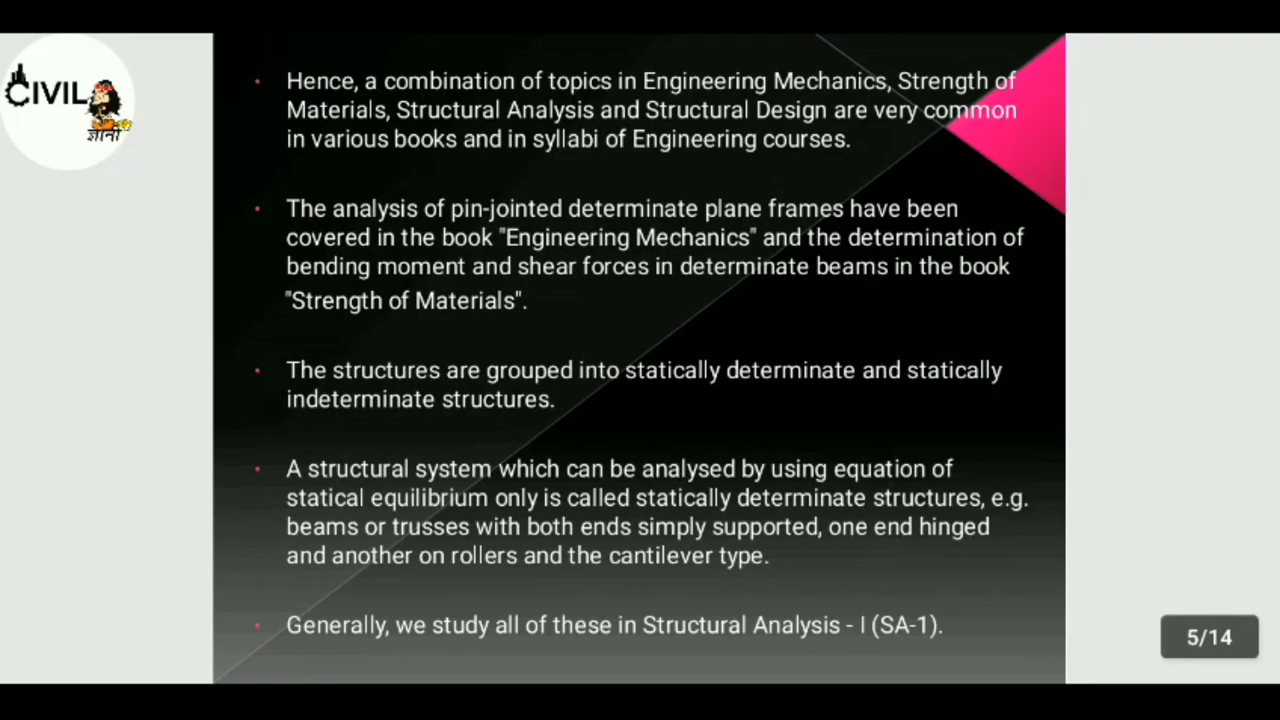 CIVIL
ज्ञानी
· Hence, a combination of topics in Engineering Mechanics, Strength of
Materials, Structural Analysis and Structural Design are very common
in various books and in syllabi of Engineering courses.
· The analysis of pin-jointed determinate plane frames have been
covered in the book "Engineering Mechanics" and the determination of
bending moment and shear forces in determinate beams in the book
"Strength of Materials".
· The structures are grouped into statically determinate and statically
indeterminate structures.
· A structural system which can be analysed by using equation of
statical equilibrium only is called statically determinate structures, e.g.
beams or trusses with both ends simply supported, one end hinged
and another on rollers and the cantilever type.
· Generally, we study all of these in Structural Analysis - I (SA-1).
5/14